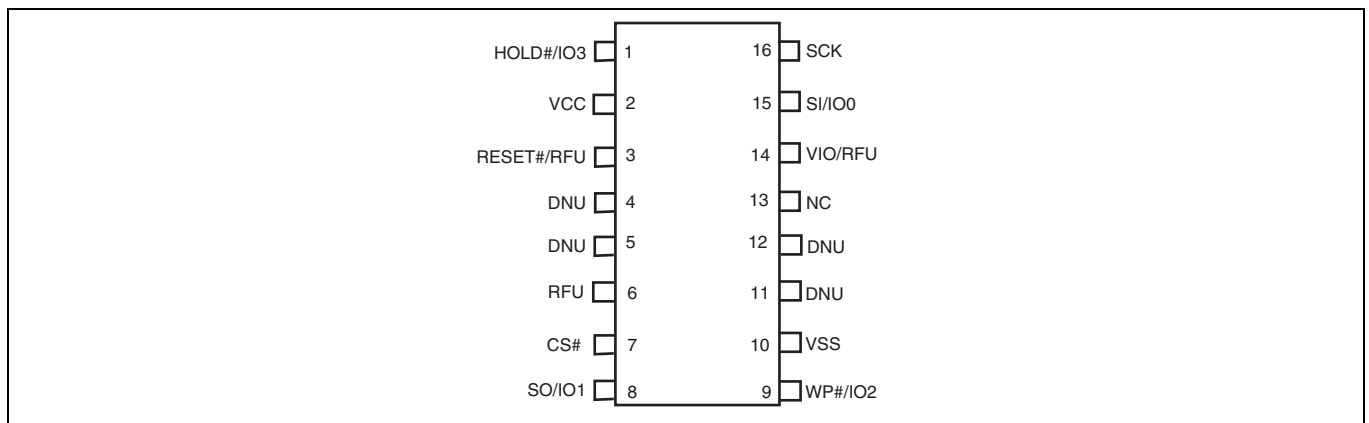 HOLD#/IO3 1 16 SCK
VCC 2 15 SI/IO0
RESET#/RFU 3 14 VIO/RFU
DNU 4 13 NC
DNU 5 12 DNU
RFU 6 11 DNU
CS# 7 10 VSS
SO/IO1 8 9 WP#/IO2